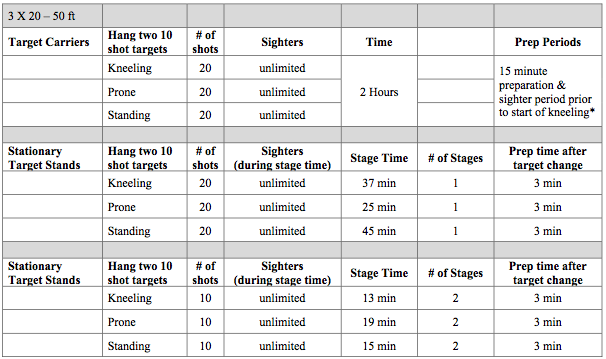 3 X 20 – 50 ft
Target Carriers Hang two 10 shot targets # of shots Sighters Time Prep Periods
Kneeling 20 unlimited 2 Hours 15 minute preparation & sighter period prior to start of kneeling*
Prone 20 unlimited
Standing 20 unlimited
Stationary Target Stands Hang two 10 shot targets # of shots Sighters (during stage time) Stage Time # of Stages Prep time after target change
Kneeling 20 unlimited 37 min 1 3 min
Prone 20 unlimited 25 min 1 3 min
Standing 20 unlimited 45 min 1 3 min
Stationary Target Stands Hang two 10 shot targets # of shots Sighters (during stage time) Stage Time # of Stages Prep time after target change
Kneeling 10 unlimited 13 min 2 3 min
Prone 10 unlimited 19 min 2 3 min
Standing 10 unlimited 15 min 2 3 min